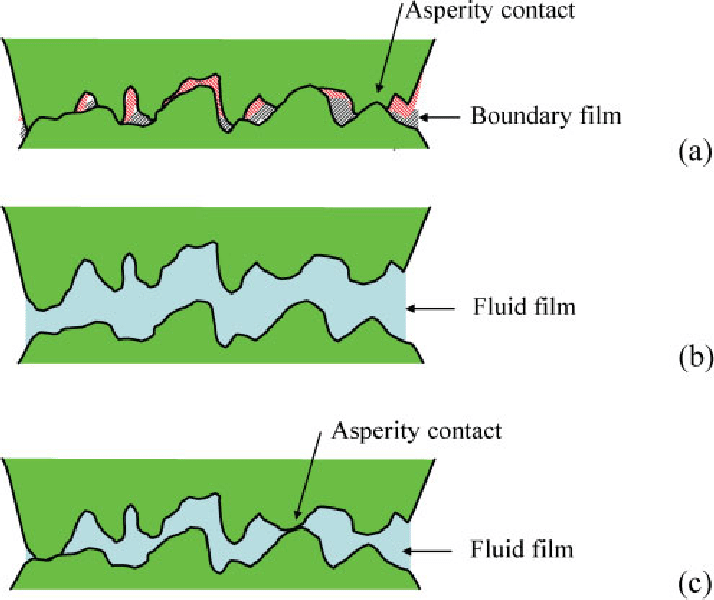 Asperity contact
Boundary film
(a)
Fluid film
(b)
Asperity contact
Fluid film
(c)